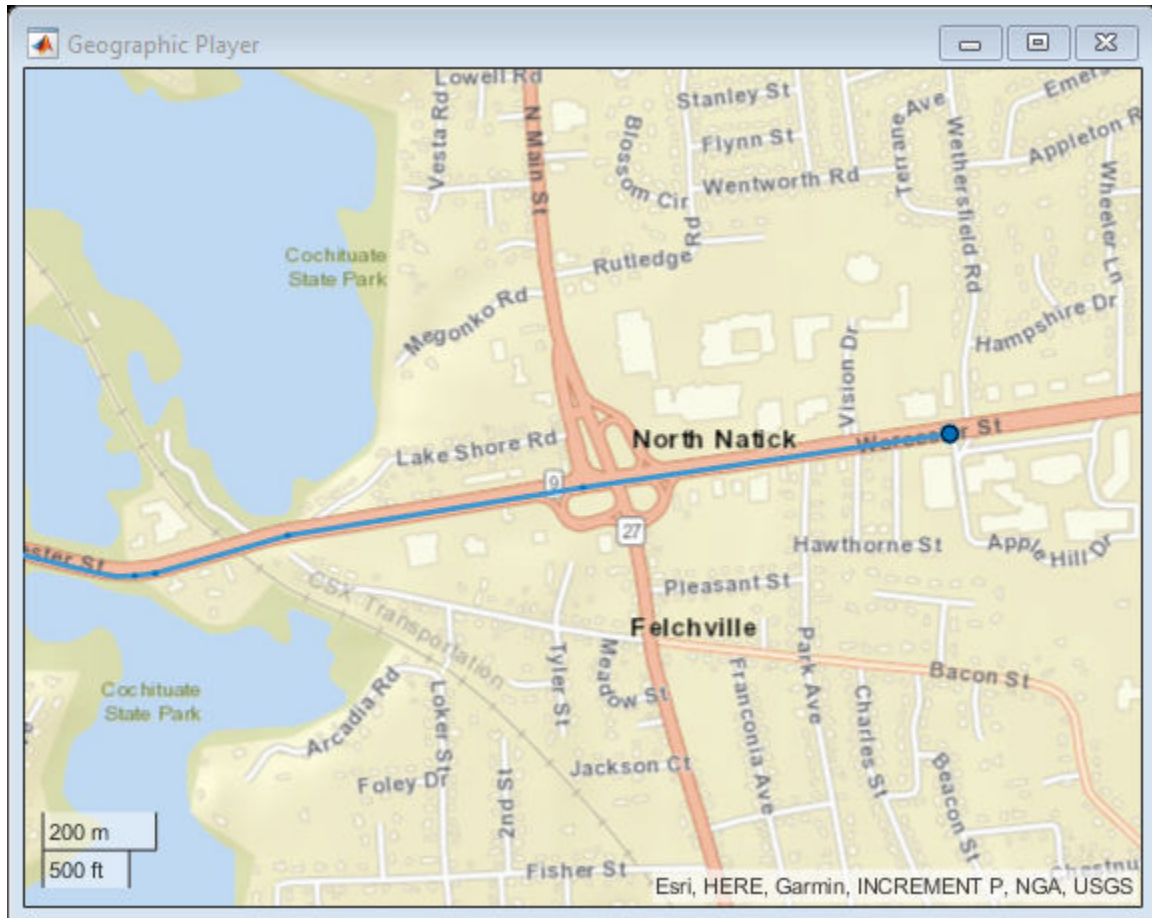 Geographic Player
Lowell Rd
Vesta Rd
N Main St
Stanley St
Blossom Cir
Flynn St
Wentworth Rd
Terrane Ave
Wethersfield Rd
Appleton R
Wheeler Ln
Cochituate
State Park
Rutledge Rd
Megonko Rd
Hampshire Dr
Vision Dr
Lake Shore Rd
North Natick
Worcester St
9
27
ster St
Hawthorne St
Apple Hill Dr
CSX Transportation
Pleasant St
Felchville
Tyler St
Meadow St
Park Ave
Bacon St
Cochituate
State Park
Arcadia Rd
Loker St
Franconia Ave
Charles St
Foley Dr
2nd St
Jackson Ct
Beacon St
200 m
500 ft
Fisher St
Chestnu
Esri, HERE, Garmin, INCREMENT P, NGA, USGS